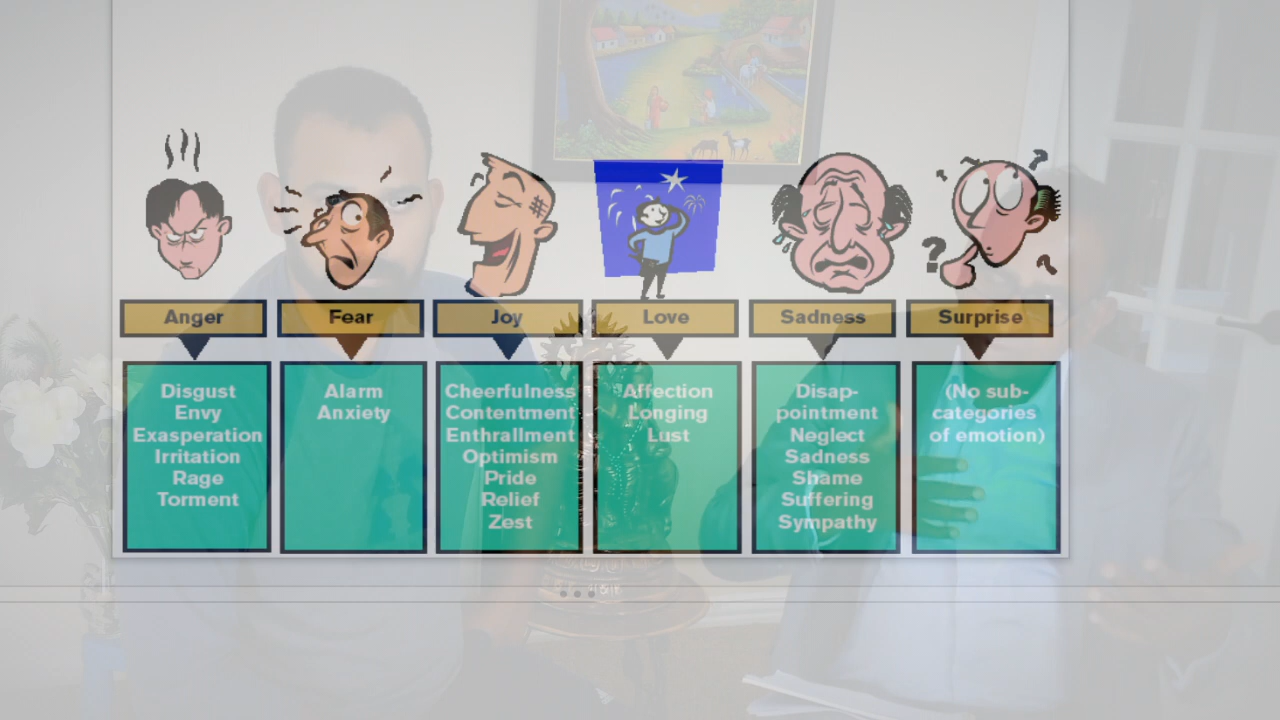 Anger
Fear
Joy
Love
Sadness
Surprise
Disgust
Envy
Exasperation
Irritation
Rage
Torment
Alarm
Anxiety
Cheerfulness
Contentment
Enthrallment
Optimism
Pride
Relief
Zest
Affection
Longing
Lust
Disap-
pointment
Neglect
Sadness
Shame
Suffering
Sympathy
(No sub-
categories
of emotion)